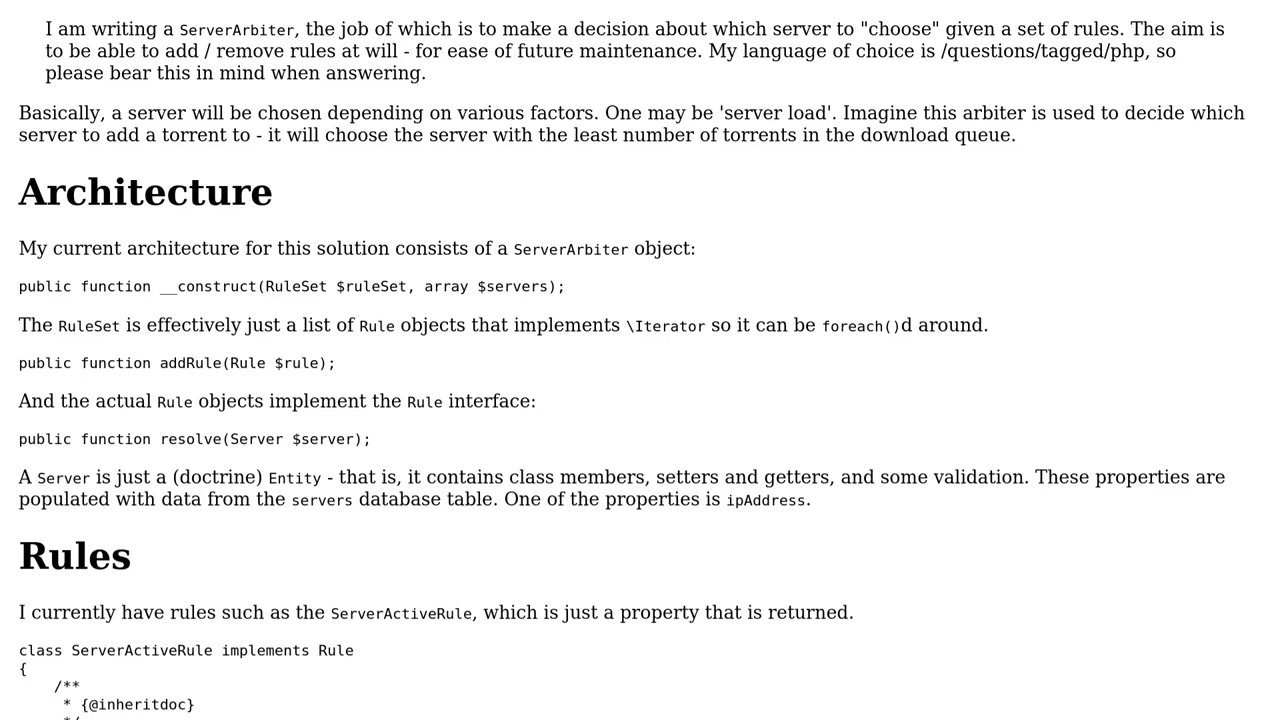 I am writing a ServerArbiter, the job of which is to make a decision about which server to "choose" given a set of rules. The aim is
to be able to add / remove rules at will - for ease of future maintenance. My language of choice is /questions/tagged/php, so
please bear this in mind when answering.
Basically, a server will be chosen depending on various factors. One may be 'server load'. Imagine this arbiter is used to decide which
server to add a torrent to - it will choose the server with the least number of torrents in the download queue.
Architecture
My current architecture for this solution consists of a ServerArbiter object:
public function __construct(RuleSet $ruleSet, array $servers);
The RuleSet is effectively just a list of Rule objects that implements \Iterator so it can be foreach()d around.
public function addRule(Rule $rule);
And the actual Rule objects implement the Rule interface:
public function resolve(Server $server);
A Server is just a (doctrine) Entity - that is, it contains class members, setters and getters, and some validation. These properties are
populated with data from the servers database table. One of the properties is ipAddress.
Rules
I currently have rules such as the ServerActiveRule, which is just a property that is returned.
class ServerActiveRule implements Rule
{
    /**
     * {@inheritdoc}
     */